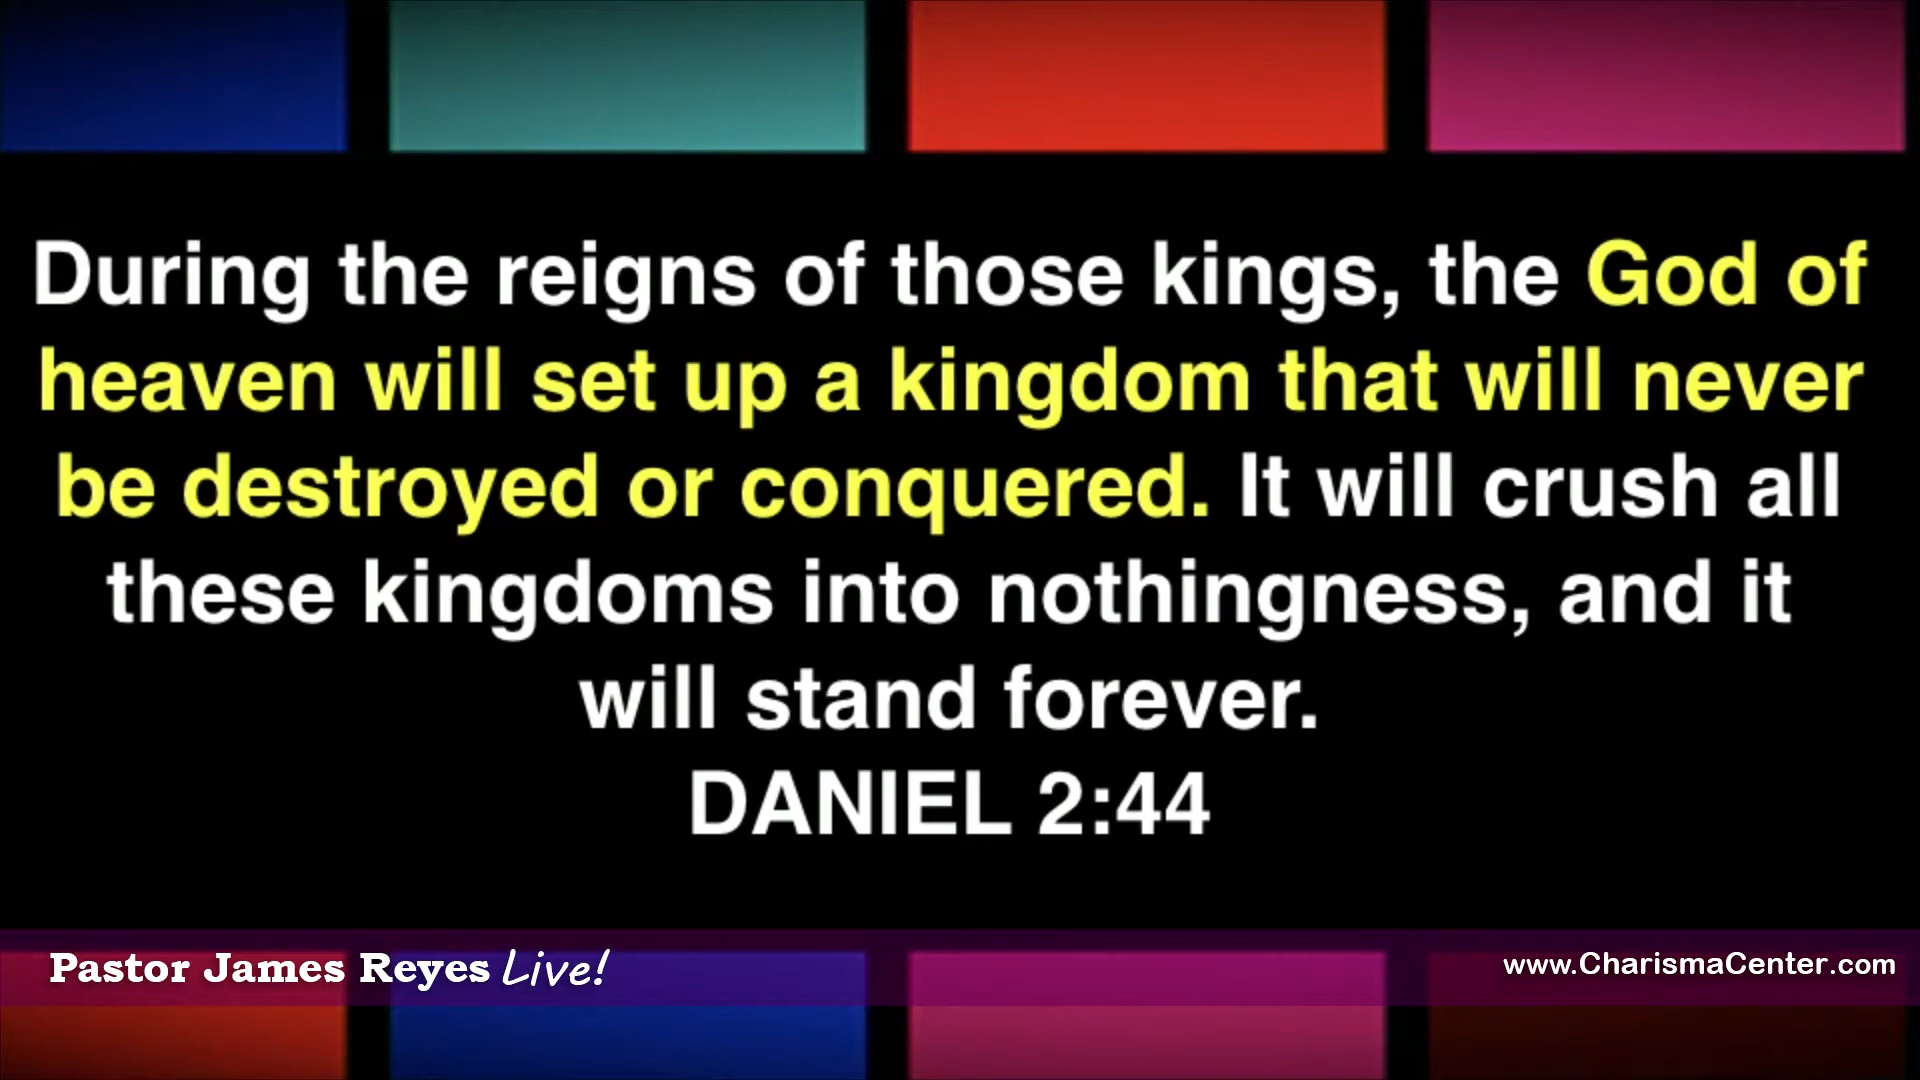 During the reigns of those kings, the God of
heaven will set up a kingdom that will never
be destroyed or conquered. It will crush all
these kingdoms into nothingness, and it
will stand forever.
DANIEL 2:44
Pastor James Reyes Live!
www.CharismaCenter.com